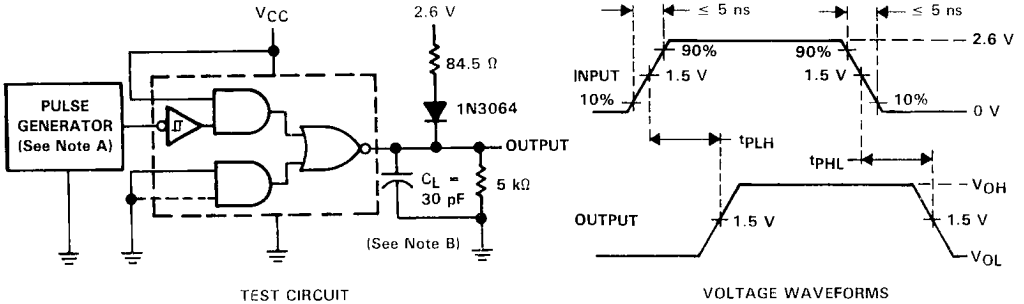 VCC
2.6 V
84.5 Ω
1N3064
PULSE
GENERATOR
(See Note A)
OUTPUT
CL =
30 pF
5 kΩ
(See Note B)
TEST CIRCUIT
≤ 5 ns
≤ 5 ns
2.6 V
90%
90%
INPUT
1.5 V
1.5 V
10%
10%
0 V
tPLH
tPHL
VOH
OUTPUT
1.5 V
1.5 V
VOL
VOLTAGE WAVEFORMS